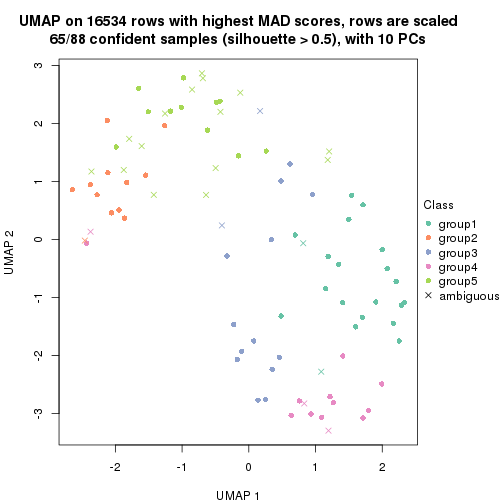 UMAP on 16534 rows with highest MAD scores, rows are scaled
65/88 confident samples (silhouette > 0.5), with 10 PCs
3
2
1
0
-1
-2
-3
UMAP 2
-2
-1
0
1
2
UMAP 1
Class
group1
group2
group3
group4
group5
ambiguous